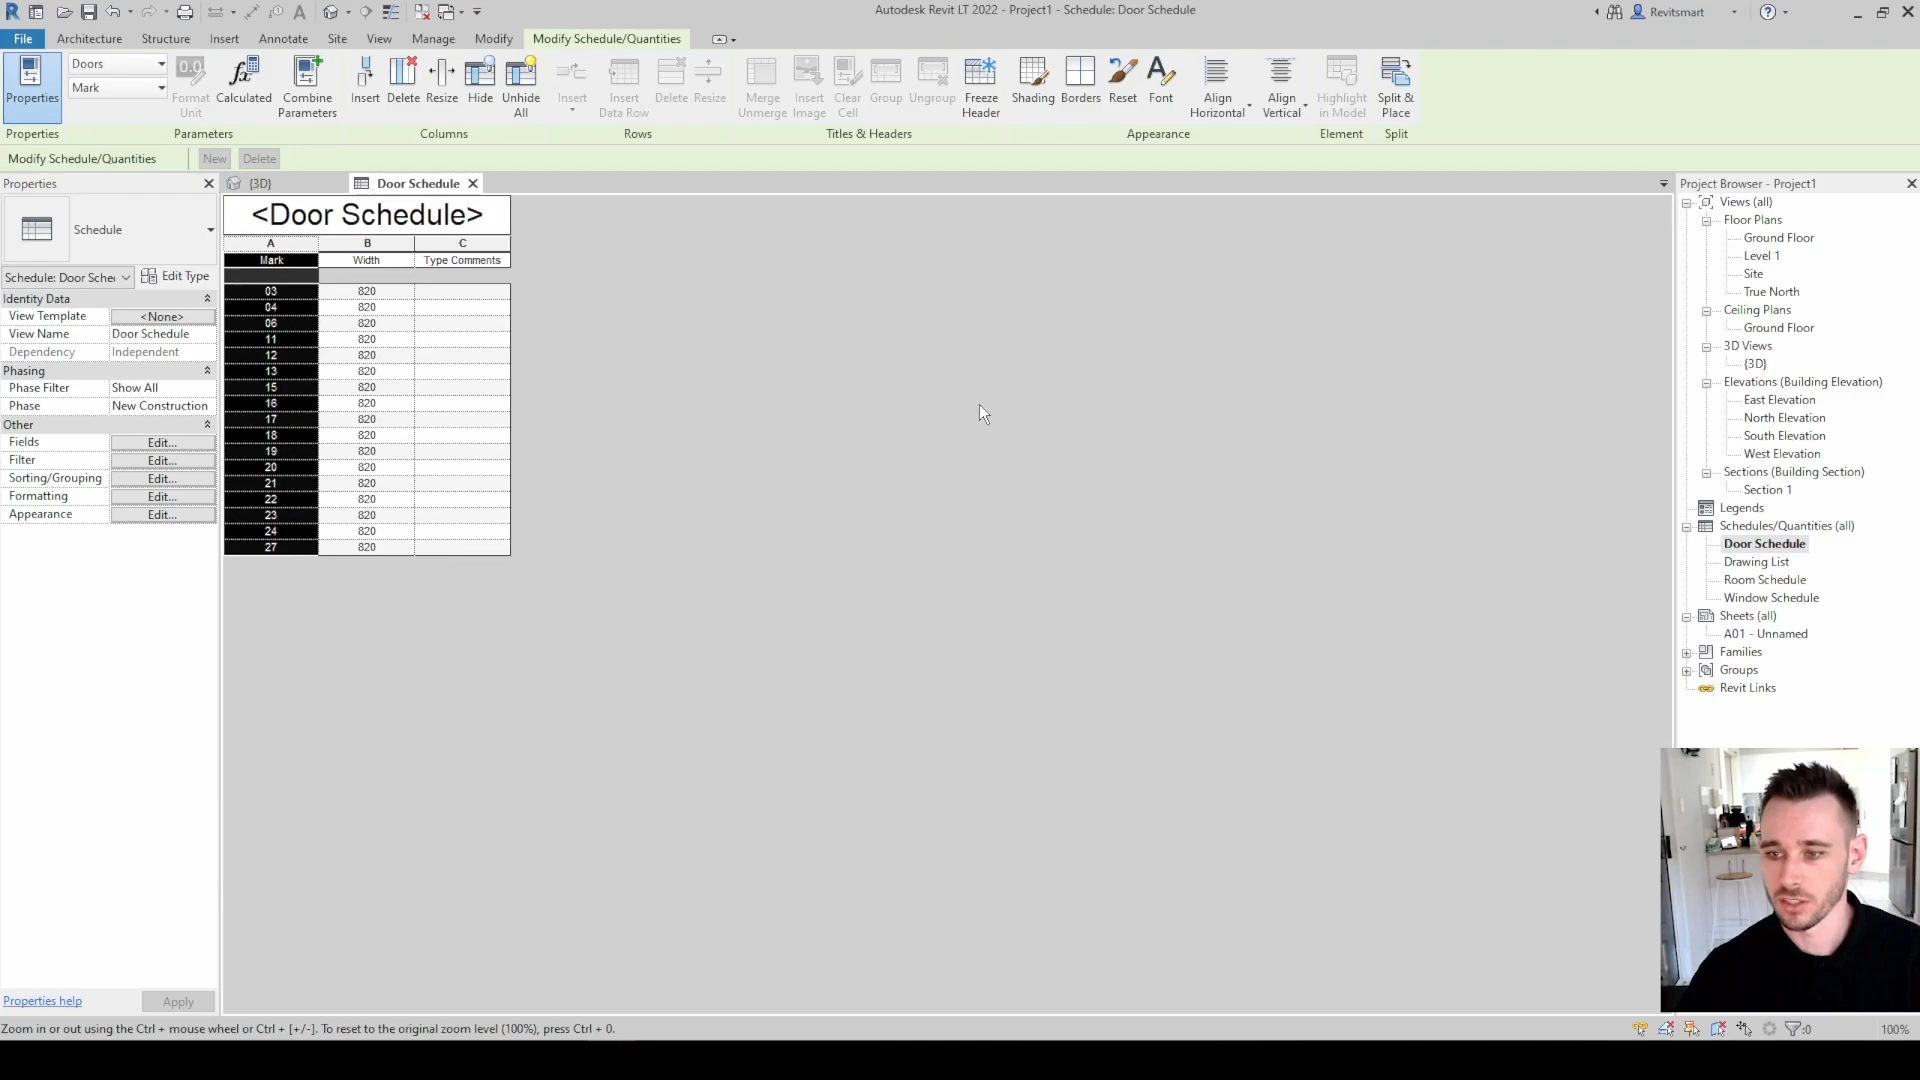 Autodesk Revit LT 2022 - Project1 - Schedule: Door Schedule
Revitsmart
File Architecture Structure Insert Annotate Site View Manage Modify Modify Schedule/Quantities
Properties
Doors
Mark
Format Unit
Calculated
Combine Parameters
Insert
Delete
Resize
Hide
Unhide All
Insert
Insert Data Row
Delete
Resize
Merge Unmerge
Insert Image
Clear Cell
Group
Ungroup
Freeze Header
Shading
Borders
Reset
Font
Align Horizontal
Align Vertical
Highlight in Model
Split & Place
Properties Parameters Columns Rows Titles & Headers Appearance Element Split
Modify Schedule/Quantities New Delete
Properties
Schedule
Schedule: Door Sche
Edit Type
Identity Data
View Template <None>
View Name Door Schedule
Dependency Independent
Phasing
Phase Filter Show All
Phase New Construction
Other
Fields Edit...
Filter Edit...
Sorting/Grouping Edit...
Formatting Edit...
Appearance Edit...
Properties help Apply
{3D} Door Schedule
<Door Schedule>
A B C
Mark Width Type Comments
03 820
04 820
06 820
11 820
12 820
13 820
15 820
16 820
17 820
18 820
19 820
20 820
21 820
22 820
23 820
24 820
27 820
Project Browser - Project1
Views (all)
Floor Plans
Ground Floor
Level 1
Site
True North
Ceiling Plans
Ground Floor
3D Views
{3D}
Elevations (Building Elevation)
East Elevation
North Elevation
South Elevation
West Elevation
Sections (Building Section)
Section 1
Legends
Schedules/Quantities (all)
Door Schedule
Drawing List
Room Schedule
Window Schedule
Sheets (all)
A01 - Unnamed
Families
Groups
Revit Links
Zoom in or out using the Ctrl + mouse wheel or Ctrl + [+/-]. To reset to the original zoom level (100%), press Ctrl + 0.
:0 100%